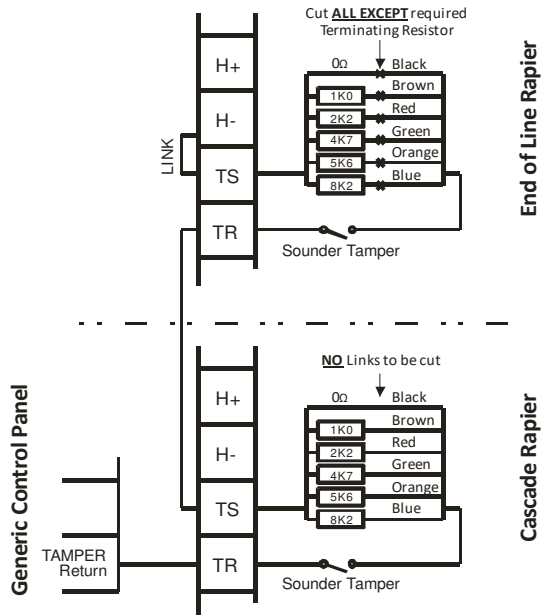 Cut ALL EXCEPT required
Terminating Resistor
0Ω Black
Brown
1K0
Red
2K2
Green
4K7
Orange
5K6
Blue
8K2
H+
H-
TS
TR
LINK
Sounder Tamper
End of Line Rapier
NO Links to be cut
0Ω Black
Brown
1K0
Red
2K2
Green
4K7
Orange
5K6
Blue
8K2
H+
H-
TS
TR
Sounder Tamper
Cascade Rapier
Generic Control Panel
TAMPER
Return